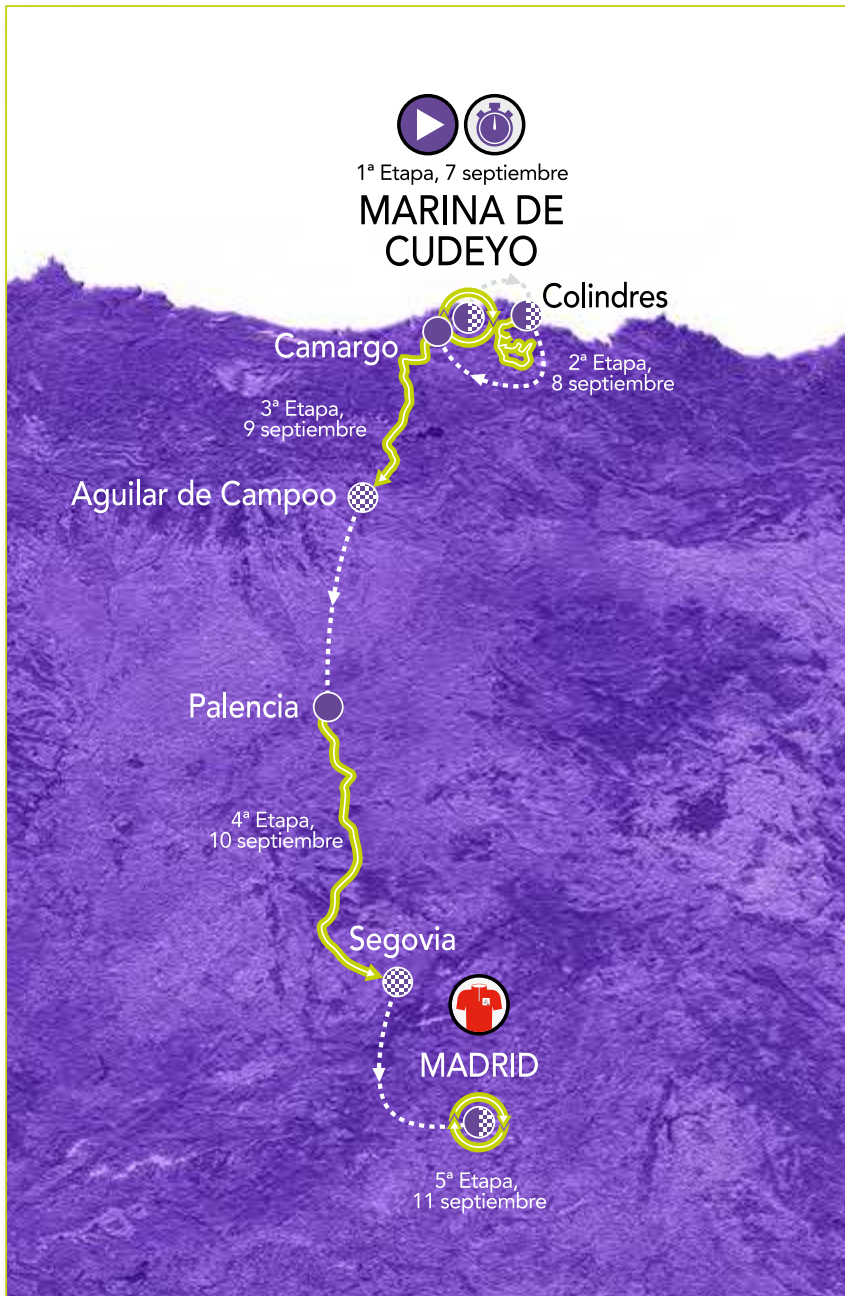 1ª Etapa, 7 septiembre
MARINA DE
CUDEYO
Colindres
Camargo
2ª Etapa,
8 septiembre
3ª Etapa,
9 septiembre
Aguilar de Campoo
Palencia
4ª Etapa,
10 septiembre
Segovia
MADRID
5ª Etapa,
11 septiembre